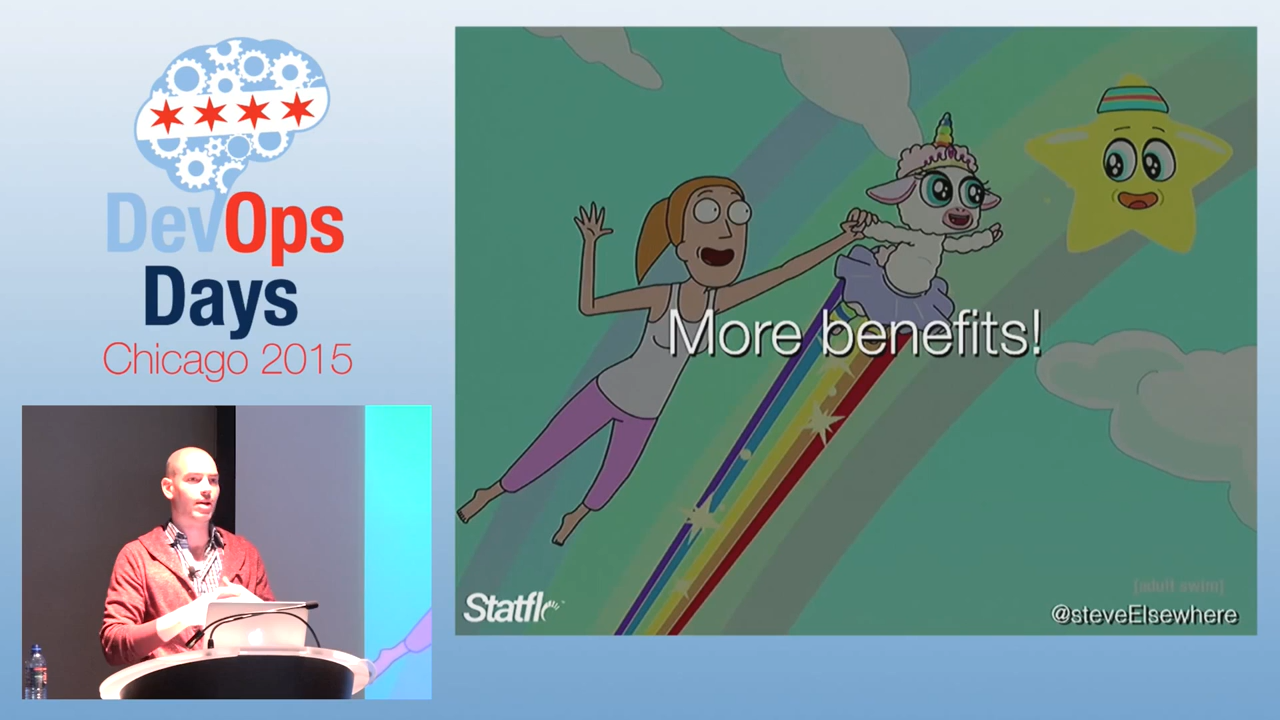 DevOps
Days
Chicago 2015
More benefits!
[adult swim]
Statflo
@steveElsewhere